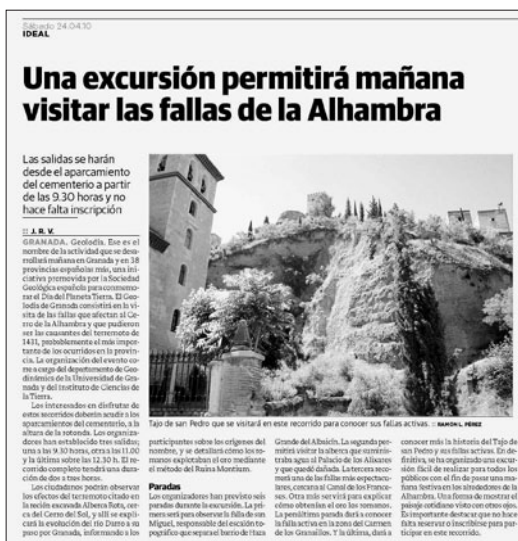 Sábado 24.04.10
IDEAL
Una excursión permitirá mañana
visitar las fallas de la Alhambra
Las salidas se harán
desde el aparcamiento
del cementerio a partir
de las 9.30 horas y no
hace falta inscripción
:: J. R. V.
GRANADA. Geolodía. Ese es el
nombre de la actividad que se desa-
rrollará mañana en Granada y en 38
provincias españolas más, una ini-
ciativa promovida por la Sociedad
Geológica española para conmemo-
rar el Día del Planeta Tierra. El Geo-
lodía de Granada consistirá en la vi-
sita de las fallas que afectan al Ce-
rro de la Alhambra y que pudieron
ser las causantes del terremoto de
1431, probablemente el más impor-
tante de los ocurridos en la provin-
cia. La organización del evento co-
rre a cargo del departamento de Geo-
dinámica de la Universidad de Gra-
nada y del Instituto de Ciencias de
la Tierra.
Los interesados en disfrutar de
estos recorridos deberán acudir a los
aparcamientos del cementerio, a la
altura de la rotonda. Los organiza-
dores han establecido tres salidas;
una a las 9.30 horas, otra a las 11.00
y la última sobre las 12.30 h. El re-
corrido completo tendrá una dura-
ción de dos a tres horas.
Los ciudadanos podrán observar
los efectos del terremoto citado en
la rección excavada Alberca Rota, cer-
ca del Cerro del Sol, y allí se expli-
cará la evolución del río Darro a su
paso por Granada, informando a los
Tajo de san Pedro que se visitará en este recorrido para conocer sus fallas activas. :: RAMÓN L. PÉREZ
participantes sobre los orígenes del
nombre, y se detallará cómo los ro-
manos explotaban el oro mediante
el método del Ruina Montium.
Paradas
Los organizadores han previsto seis
paradas durante la excursión. La pri-
mera será para observar la falla de san
Miguel, responsable del escalón to-
pográfico que separa el barrio de Haza
Grande del Albaicín. La segunda per-
mitirá visitar la alberca que suminis-
traba agua al Palacio de los Alixares
y que quedó dañada. La tercera reco-
rrerá una de las fallas más espectacu-
lares, cercana al Canal de los France-
ses. Otra más servirá para explicar
cómo obtenían el oro los romanos.
La penúltima parada dará a conocer
la falla activa en la zona del Carmen
de los Granaillos. Y la última, dará a
conocer más la historia del Tajo de
san Pedro y sus fallas activas. En de-
finitiva, se ha organizado una excur-
sión fácil de realizar para todos los
públicos con el fin de pasar una ma-
ñana festiva en los alrededores de la
Alhambra. Una forma de mostrar el
paisaje cotidiano visto con otros ojos.
Es importante destacar que no hace
falta reservar o inscribirse para par-
ticipar en este recorrido.